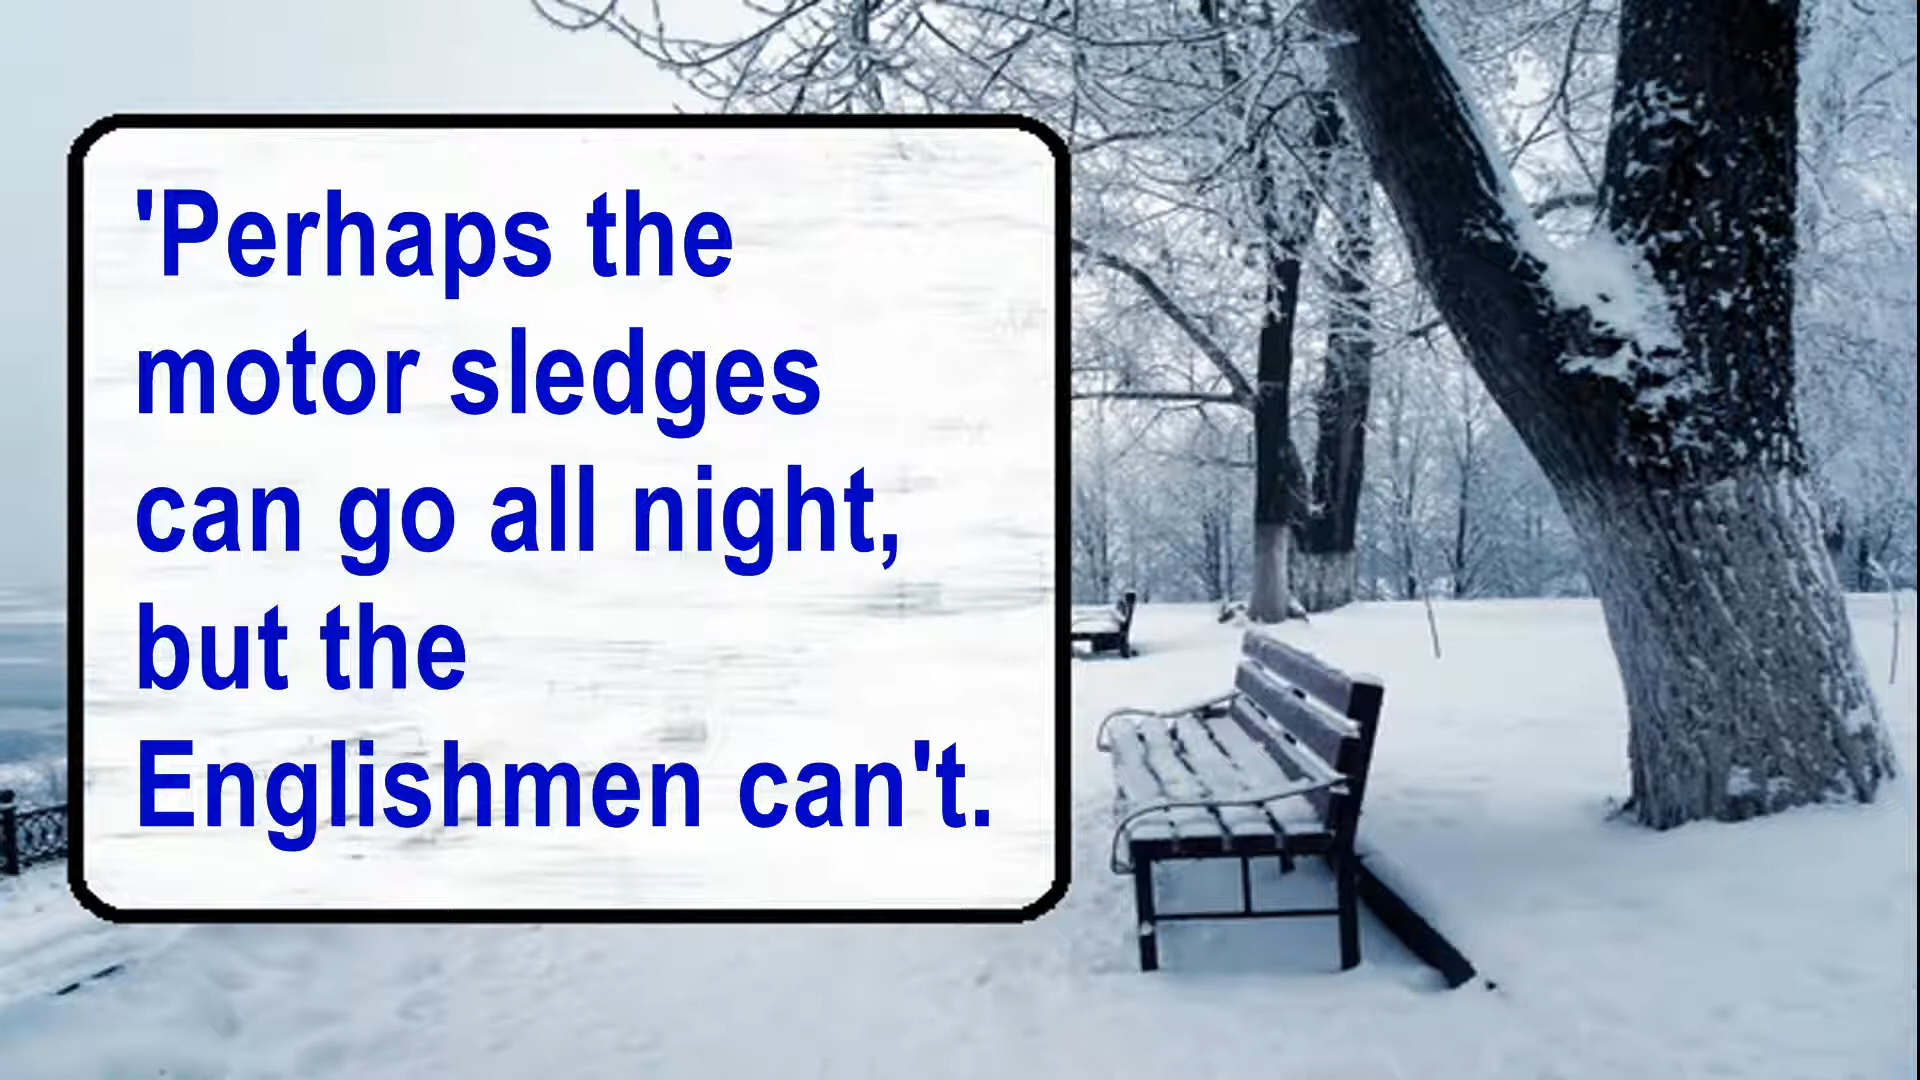 'Perhaps the
motor sledges
can go all night,
but the
Englishmen can't.